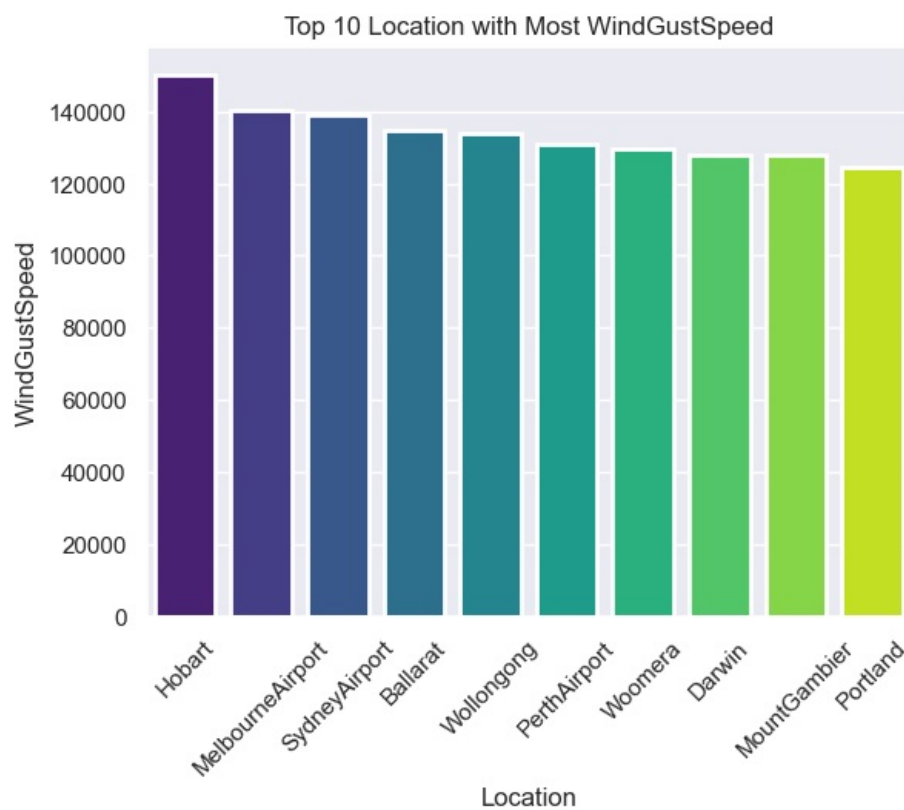 Top 10 Location with Most WindGustSpeed
WindGustSpeed
140000
120000
100000
80000
60000
40000
20000
0
Hobart
MelbourneAirport
SydneyAirport
Ballarat
Wollongong
PerthAirport
Woomera
Darwin
MountGambier
Portland
Location